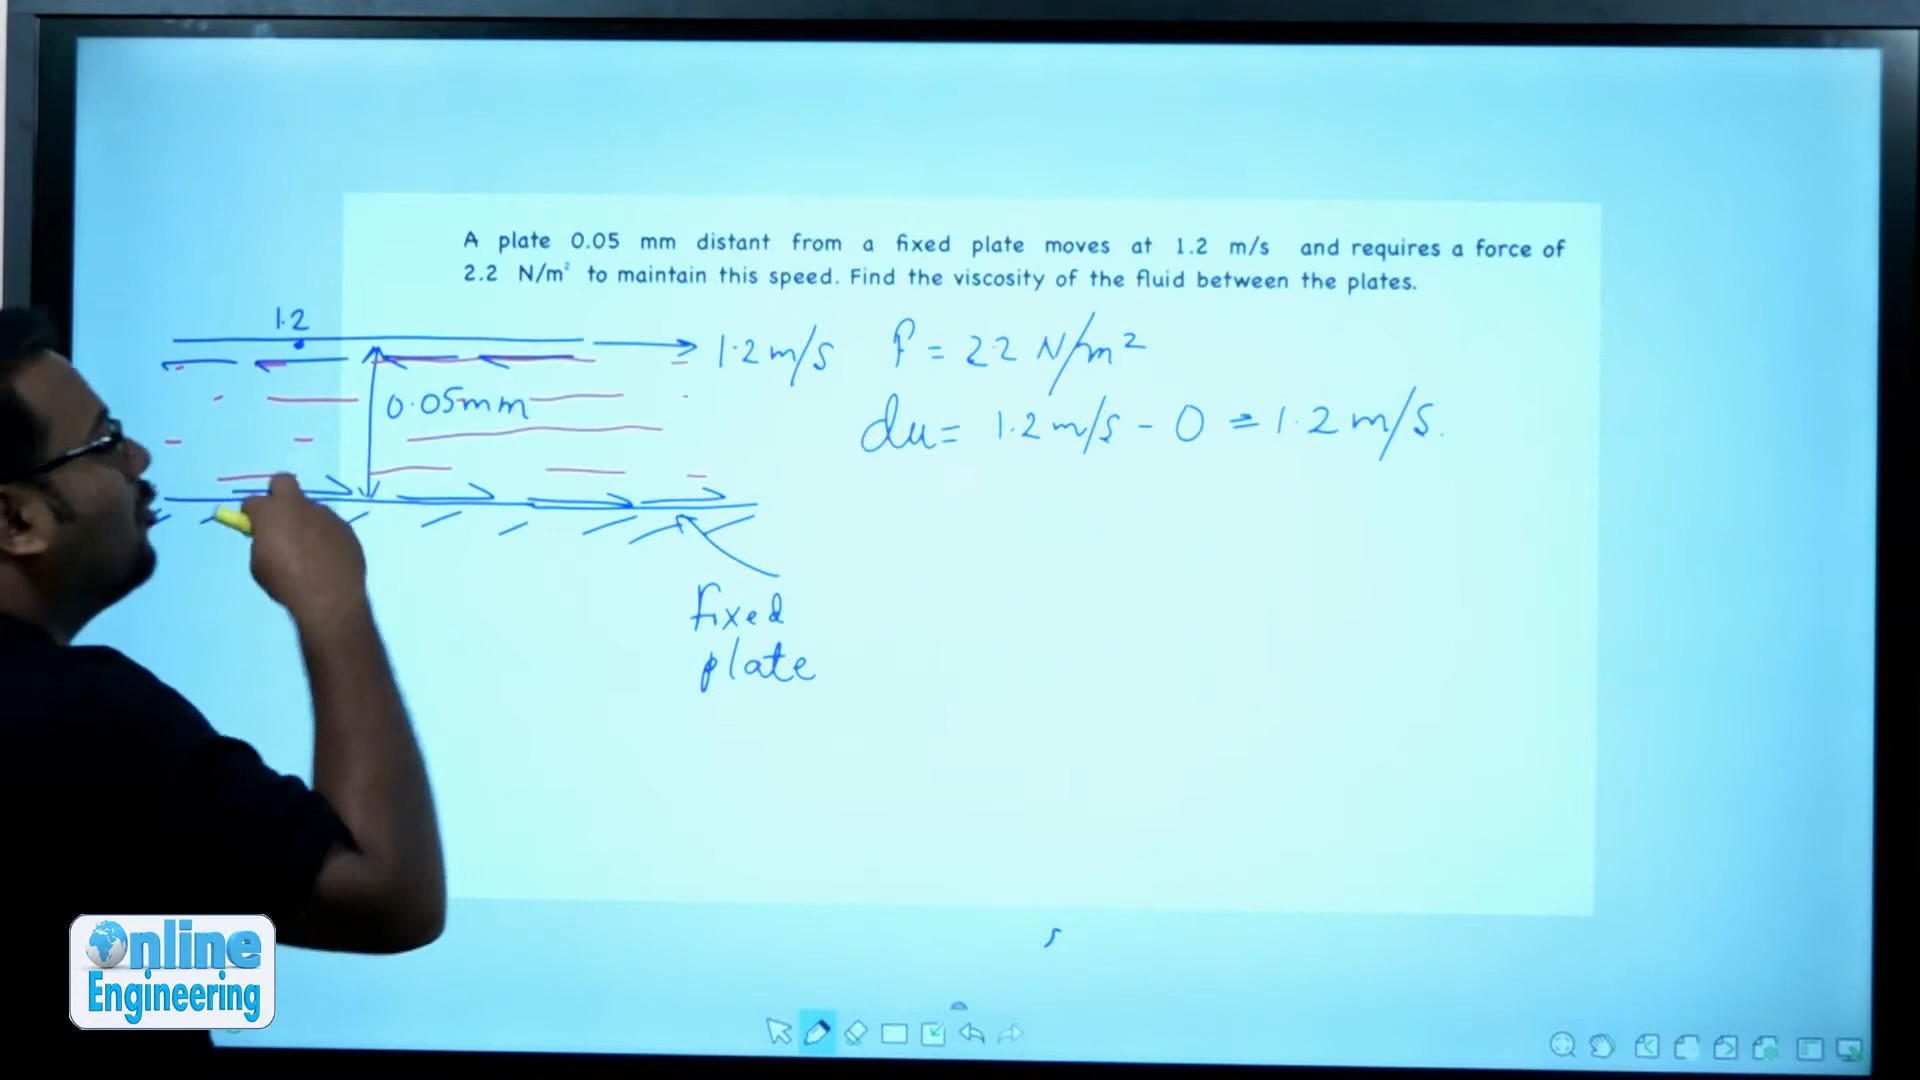 A plate 0.05 mm distant from a fixed plate moves at 1.2 m/s and requires a force of
2.2 N/m² to maintain this speed. Find the viscosity of the fluid between the plates.
1.2
1.2 m/s
f = 2.2 N/m²
0.05mm
du = 1.2 m/s - 0 = 1.2 m/s.
fixed
plate
Online
Engineering